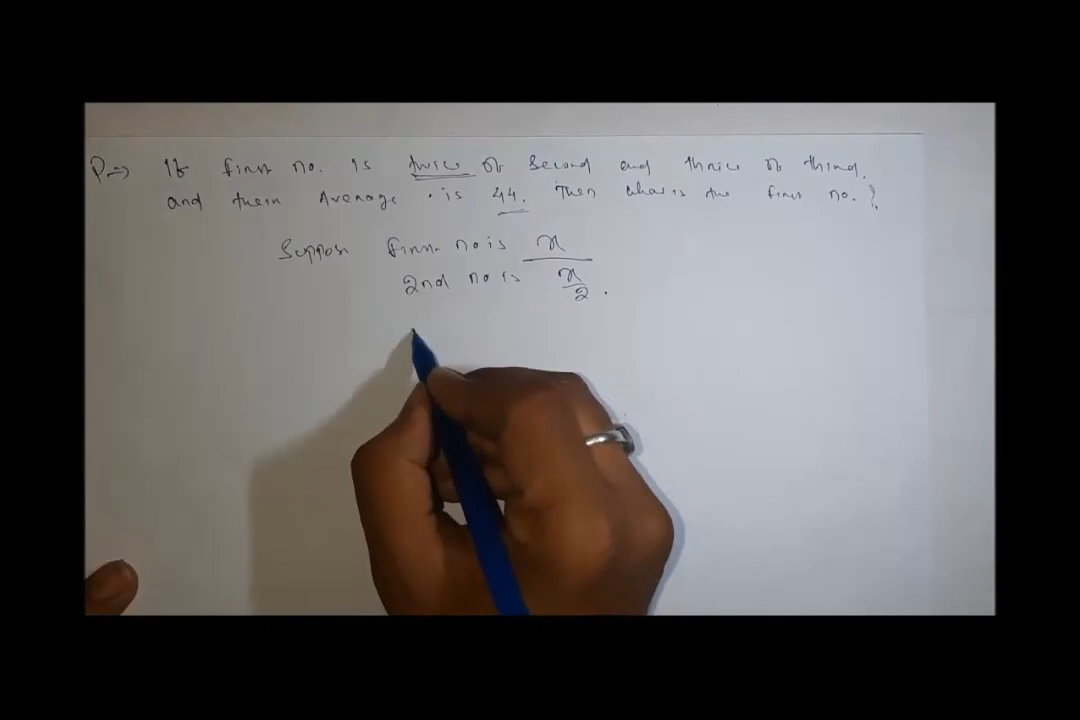 P⇒ If first no. is twice of second and thrice of third.
and their Average is 44. Then what is the first no.?
Suppose first no is x
2nd no is x/2.